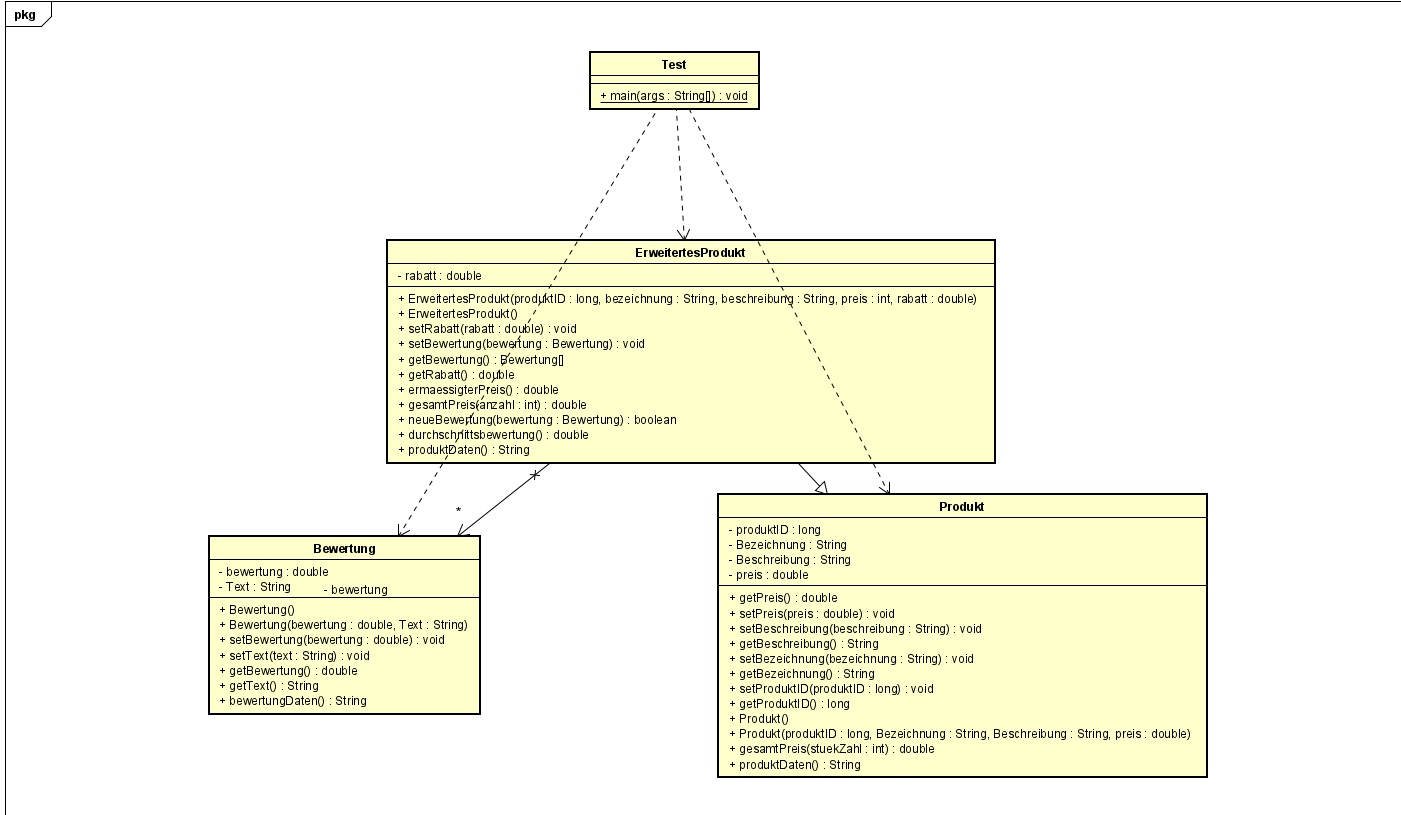 pkg
Test
+ main(args : String[]) : void
ErweitertesProdukt
- rabatt : double
+ ErweitertesProdukt(produktID : long, bezeichnung : String, beschreibung : String, preis : int, rabatt : double)
+ ErweitertesProdukt()
+ setRabatt(rabatt : double) : void
+ setBewertung(bewertung : Bewertung) : void
+ getBewertung() : Bewertung[]
+ getRabatt() : double
+ ermaessigterPreis() : double
+ gesamtPreis(anzahl : int) : double
+ neueBewertung(bewertung : Bewertung) : boolean
+ durchschnittsbewertung() : double
+ produktDaten() : String
*
Bewertung
- bewertung : double
- Text : String
- bewertung
+ Bewertung()
+ Bewertung(bewertung : double, Text : String)
+ setBewertung(bewertung : double) : void
+ setText(text : String) : void
+ getBewertung() : double
+ getText() : String
+ bewertungDaten() : String
Produkt
- produktID : long
- Bezeichnung : String
- Beschreibung : String
- preis : double
+ getPreis() : double
+ setPreis(preis : double) : void
+ setBeschreibung(beschreibung : String) : void
+ getBeschreibung() : String
+ setBezeichnung(bezeichnung : String) : void
+ getBezeichnung() : String
+ setProduktID(produktID : long) : void
+ getProduktID() : long
+ Produkt()
+ Produkt(produktID : long, Bezeichnung : String, Beschreibung : String, preis : double)
+ gesamtPreis(stuekZahl : int) : double
+ produktDaten() : String